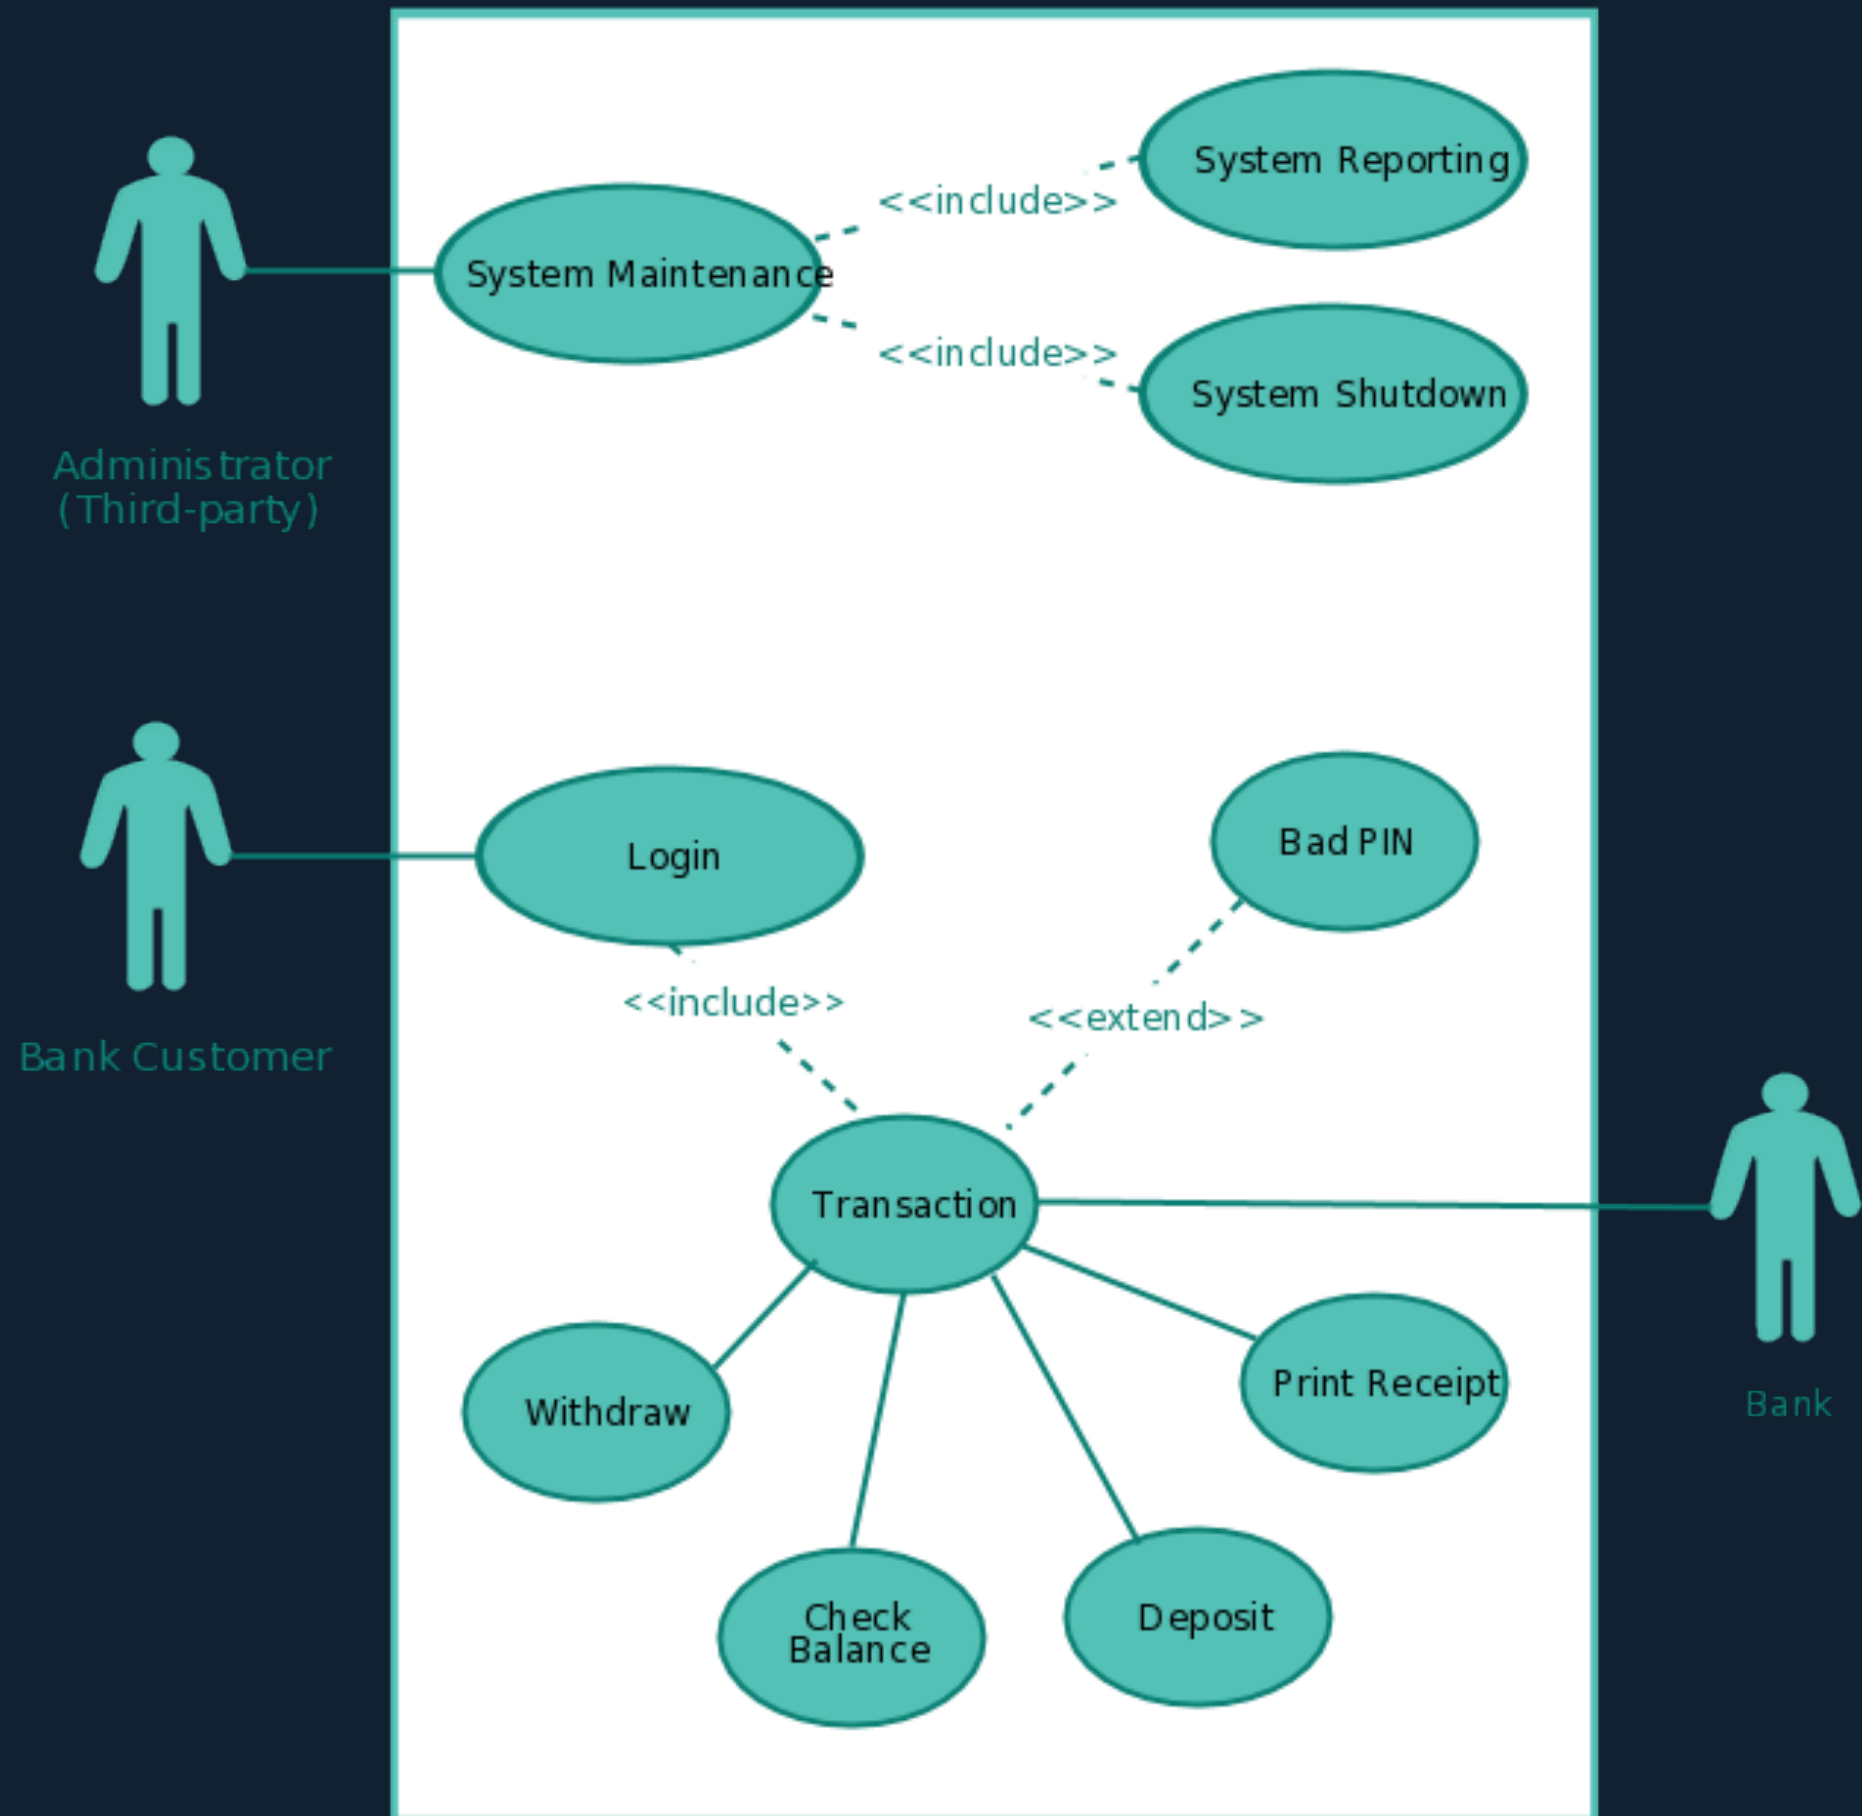 System Reporting
<<include>>
System Maintenance
<<include>>
System Shutdown
Administrator
(Third-party)
Login
Bad PIN
<<include>>
<<extend>>
Bank Customer
Transaction
Withdraw
Print Receipt
Bank
Check
Balance
Deposit